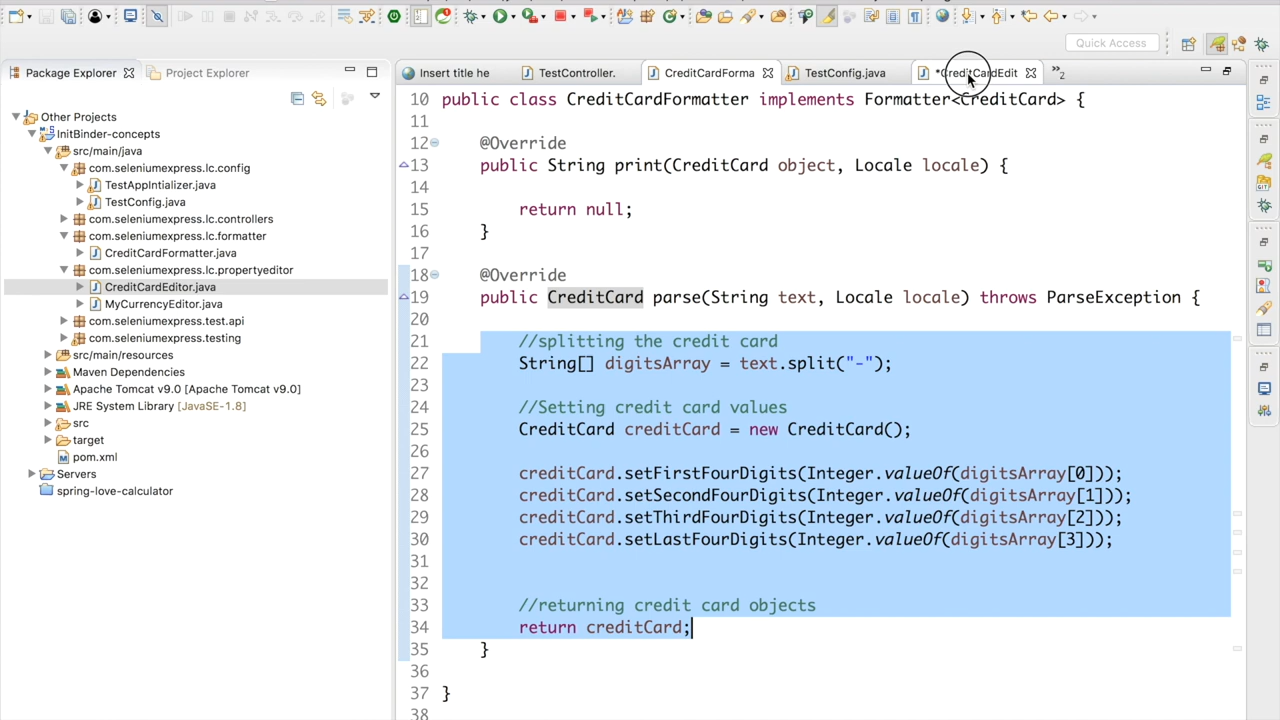 Quick Access
Package Explorer
Project Explorer
Insert title he
TestController.
CreditCardForma
TestConfig.java
*CreditCardEdit
»2
Other Projects
InitBinder-concepts
src/main/java
com.seleniumexpress.lc.config
TestAppIntializer.java
TestConfig.java
com.seleniumexpress.lc.controllers
com.seleniumexpress.lc.formatter
CreditCardFormatter.java
com.seleniumexpress.lc.propertyeditor
CreditCardEditor.java
MyCurrencyEditor.java
com.seleniumexpress.test.api
com.seleniumexpress.testing
src/main/resources
Maven Dependencies
Apache Tomcat v9.0 [Apache Tomcat v9.0]
JRE System Library [JavaSE-1.8]
src
target
pom.xml
Servers
spring-love-calculator
10 public class CreditCardFormatter implements Formatter<CreditCard> {
11
12 @Override
13 public String print(CreditCard object, Locale locale) {
14
15 return null;
16 }
17
18 @Override
19 public CreditCard parse(String text, Locale locale) throws ParseException {
20
21 //splitting the credit card
22 String[] digitsArray = text.split("-");
23
24 //Setting credit card values
25 CreditCard creditCard = new CreditCard();
26
27 creditCard.setFirstFourDigits(Integer.valueOf(digitsArray[0]));
28 creditCard.setSecondFourDigits(Integer.valueOf(digitsArray[1]));
29 creditCard.setThirdFourDigits(Integer.valueOf(digitsArray[2]));
30 creditCard.setLastFourDigits(Integer.valueOf(digitsArray[3]));
31
32
33 //returning credit card objects
34 return creditCard;
35 }
36
37 }
38